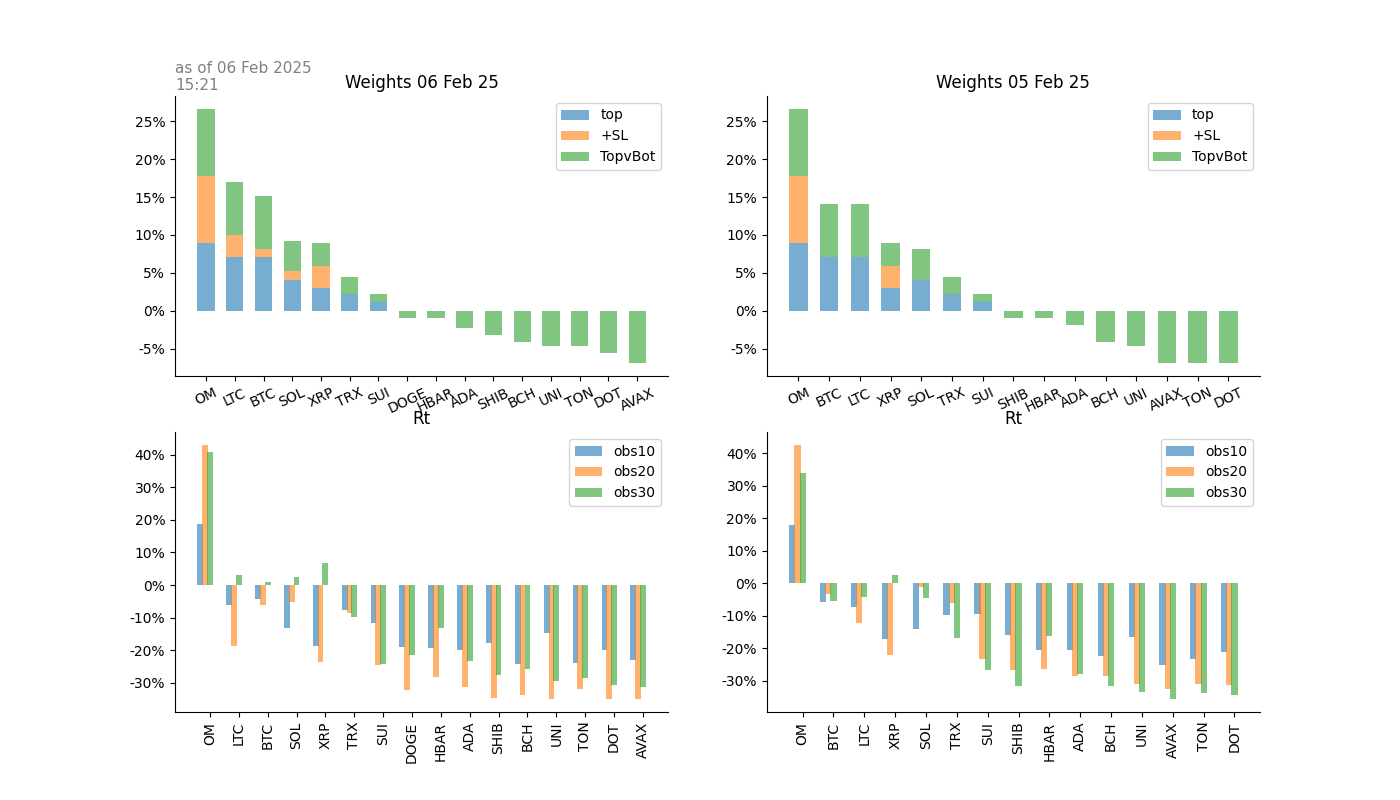 as of 06 Feb 2025
15:21
Weights 06 Feb 25
25%
20%
15%
10%
5%
0%
-5%
top
+SL
TopvBot
OM LTC BTC SOL XRP TRX SUI DOGE HBAR ADA SHIB BCH UNI TON DOT AVAX
Weights 05 Feb 25
25%
20%
15%
10%
5%
0%
-5%
top
+SL
TopvBot
OM BTC LTC XRP SOL TRX SUI SHIB HBAR ADA BCH UNI AVAX TON DOT
Rt
40%
30%
20%
10%
0%
-10%
-20%
-30%
obs10
obs20
obs30
OM LTC BTC SOL XRP TRX SUI DOGE HBAR ADA SHIB BCH UNI TON DOT AVAX
Rt
40%
30%
20%
10%
0%
-10%
-20%
-30%
obs10
obs20
obs30
OM BTC LTC XRP SOL TRX SUI SHIB HBAR ADA BCH UNI AVAX TON DOT